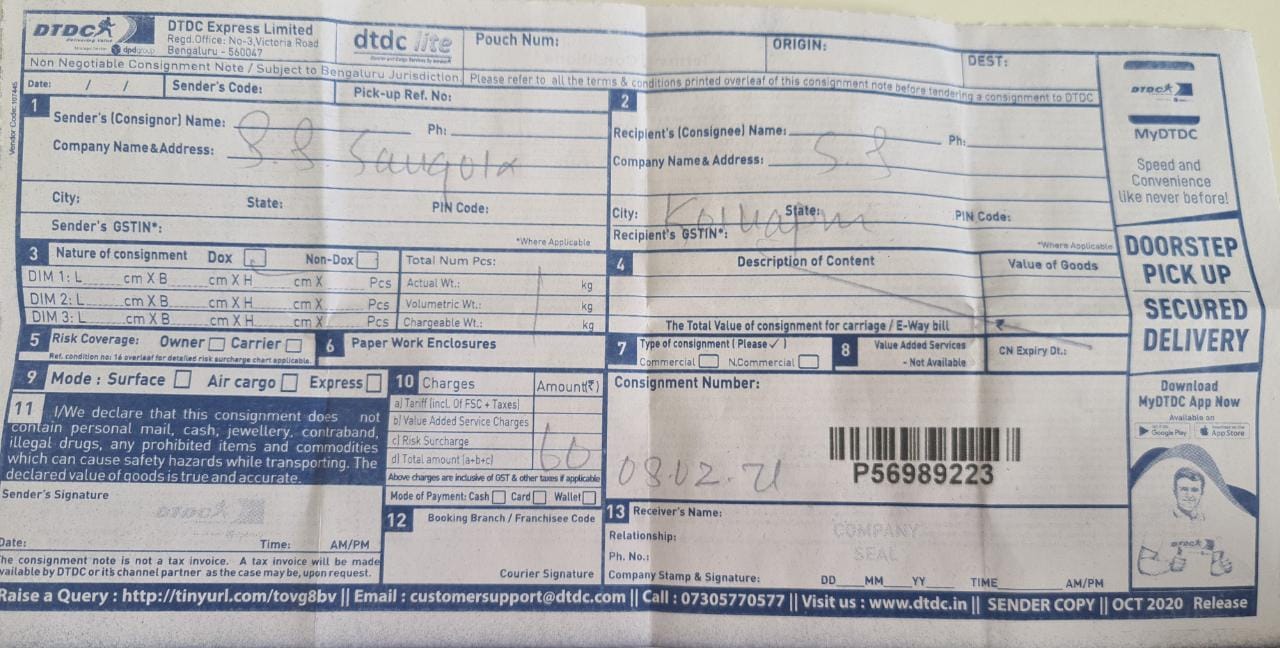 DTDC
Delivering Value
dpdgroup
DTDC Express Limited
Regd.Office: No-3,Victoria Road
Bengaluru - 560047
dtdc lite
Pouch Num:
ORIGIN:
DEST:
Non Negotiable Consignment Note / Subject to Bengaluru Jurisdiction. Please refer to all the terms & conditions printed overleaf of this consignment note before tendering a consignment to DTDC
Date: / /
Sender's Code:
Pick-up Ref. No:
1
Sender's (Consignor) Name:
Ph:
Company Name&Address:
S.S. Sangola
City:
State:
PIN Code:
Sender's GSTIN*:
*Where Applicable
2
Recipient's (Consignee) Name:
Ph:
Company Name & Address:
S.S
City:
State:
PIN Code:
Recipient's GSTIN*:
*Where Applicable
3 Nature of consignment Dox Non-Dox
DIM 1: L cm X B cm X H cm X Pcs
DIM 2: L cm X B cm X H cm X Pcs
DIM 3: L cm X B cm X H cm X Pcs
Total Num Pcs:
Actual Wt.: kg
Volumetric Wt.: kg
Chargeable Wt.: kg
4 Description of Content
Value of Goods
The Total Value of consignment for carriage / E-Way bill ₹
5 Risk Coverage: Owner Carrier
Ref. condition no: 16 overleaf for detailed risk surcharge chart applicable.
6 Paper Work Enclosures
7 Type of consignment (Please ✓)
Commercial N.Commercial
8 Value Added Services
- Not Available
CN Expiry Dt.:
9 Mode : Surface Air cargo Express
10 Charges Amount(₹)
a) Tariff (incl. Of FSC + Taxes)
b) Value Added Service Charges
c) Risk Surcharge
d) Total amount (a+b+c)
60
Above charges are inclusive of GST & other taxes if applicable
Mode of Payment: Cash Card Wallet
11 I/We declare that this consignment does not
contain personal mail, cash, jewellery, contraband,
illegal drugs, any prohibited items and commodities
which can cause safety hazards while transporting. The
declared value of goods is true and accurate.
Sender's Signature
DTDC
Date: Time: AM/PM
The consignment note is not a tax invoice. A tax invoice will be made
available by DTDC or its channel partner as the case may be, upon request.
12 Booking Branch / Franchisee Code
Courier Signature
Consignment Number:
P56989223
08.02.21
13 Receiver's Name:
Relationship:
Ph. No.:
COMPANY
SEAL
Company Stamp & Signature:
DD MM YY TIME AM/PM
DTDC
MyDTDC
Speed and
Convenience
like never before!
DOORSTEP
PICK UP
SECURED
DELIVERY
Download
MyDTDC App Now
Available on
Google Play
App Store
DTDC
Vendor Code: 107446
Raise a Query : http://tinyurl.com/tovg8bv || Email : customersupport@dtdc.com || Call : 07305770577 || Visit us : www.dtdc.in || SENDER COPY || OCT 2020 Release